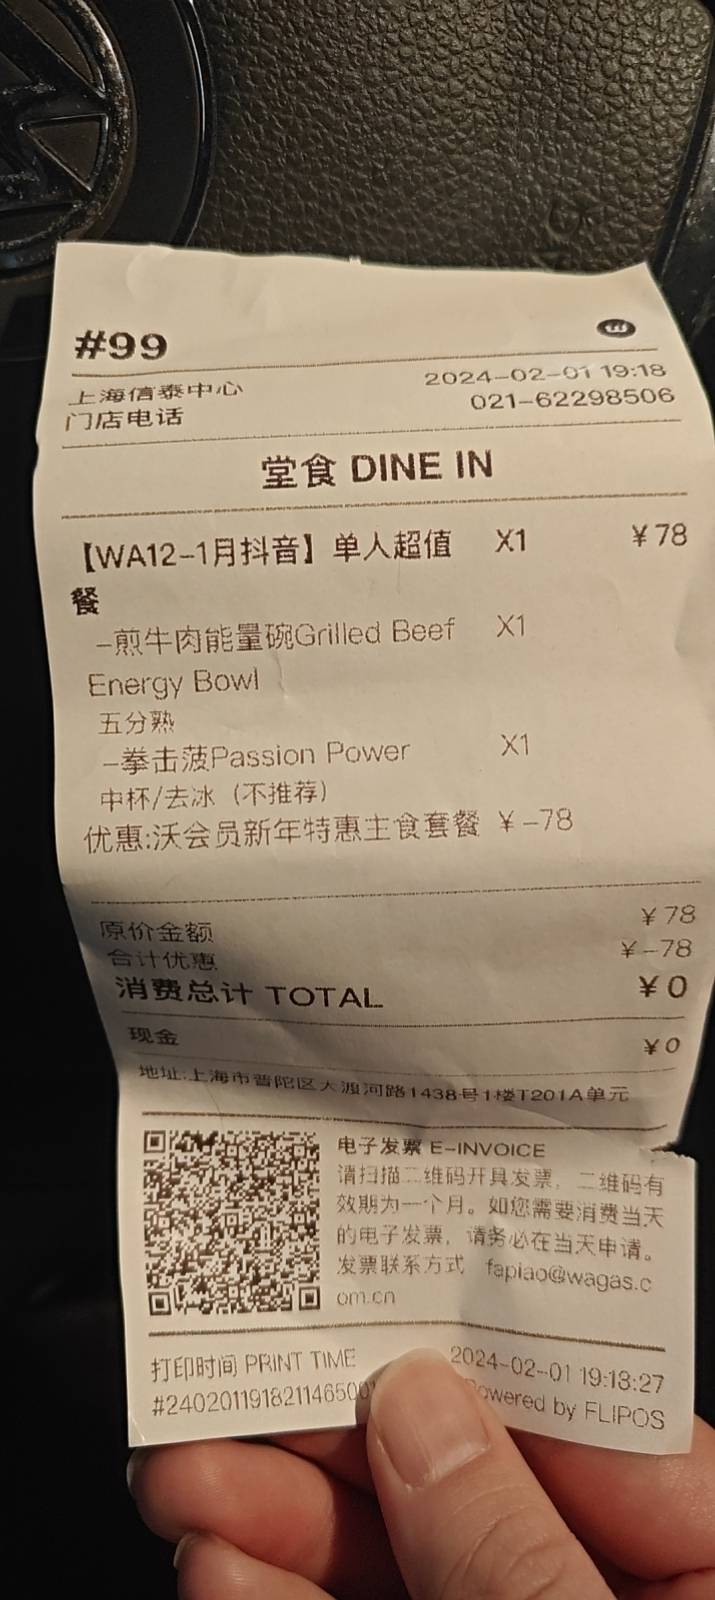 #99
w
上海信泰中心 2024-02-01 19:18
门店电话 021-62298506
堂食 DINE IN
【WA12-1月抖音】单人超值 X1 ¥78
餐
-煎牛肉能量碗Grilled Beef X1
Energy Bowl
五分熟
-拳击菠Passion Power X1
中杯/去冰（不推荐）
优惠:沃会员新年特惠主食套餐 ¥-78
原价金额 ¥78
合计优惠 ¥-78
消费总计 TOTAL ¥0
现金 ¥0
地址:上海市普陀区大渡河路1438号1楼T201A单元
电子发票 E-INVOICE
请扫描二维码开具发票，二维码有
效期为一个月。如您需要消费当天
的电子发票，请务必在当天申请。
发票联系方式 fapiao@wagas.c
om.cn
打印时间 PRINT TIME 2024-02-01 19:18:27
#240201191821146500 Powered by FLIPOS